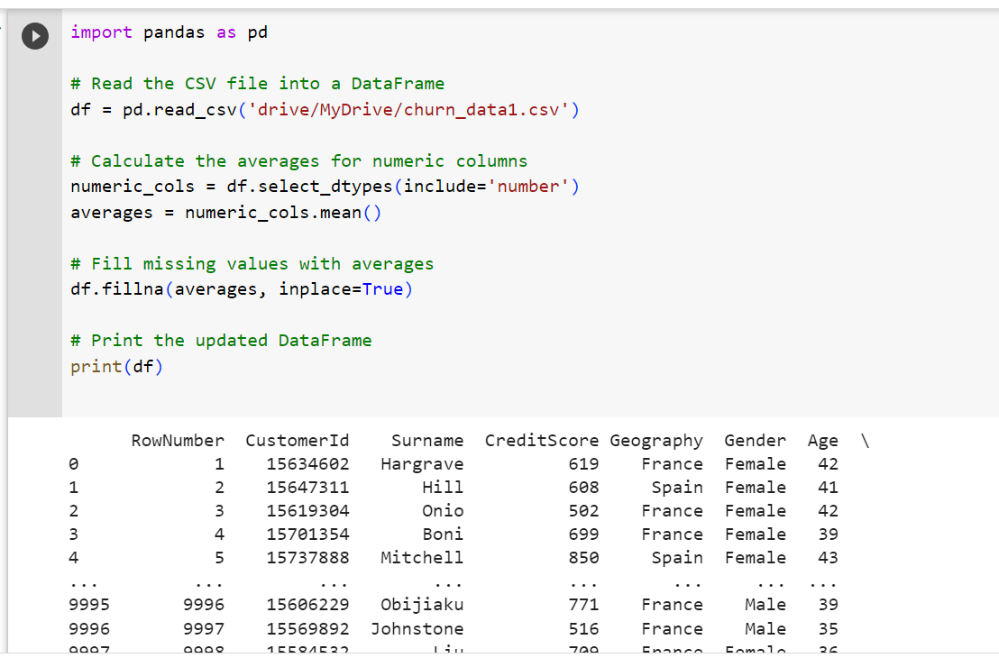 import pandas as pd
# Read the CSV file into a DataFrame
df = pd.read_csv('drive/MyDrive/churn_data1.csv')
# Calculate the averages for numeric columns
numeric_cols = df.select_dtypes(include='number')
averages = numeric_cols.mean()
# Fill missing values with averages
df.fillna(averages, inplace=True)
# Print the updated DataFrame
print(df)
RowNumber CustomerId Surname CreditScore Geography Gender Age \
0 1 15634602 Hargrave 619 France Female 42
1 2 15647311 Hill 608 Spain Female 41
2 3 15619304 Onio 502 France Female 42
3 4 15701354 Boni 699 France Female 39
4 5 15737888 Mitchell 850 Spain Female 43
... ... ... ... ... ... ... ...
9995 9996 15606229 Obijiaku 771 France Male 39
9996 9997 15569892 Johnstone 516 France Male 35
9997 9998 15584532 Liu 709 France Female 36